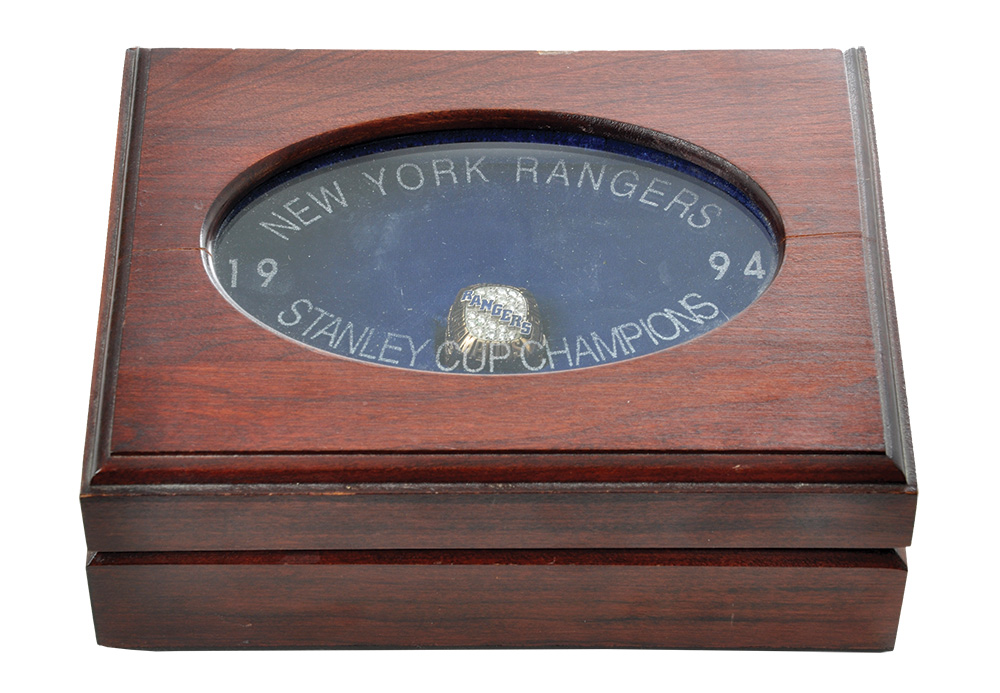 NEW YORK RANGERS
19 94
RANGERS
STANLEY CUP CHAMPIONS